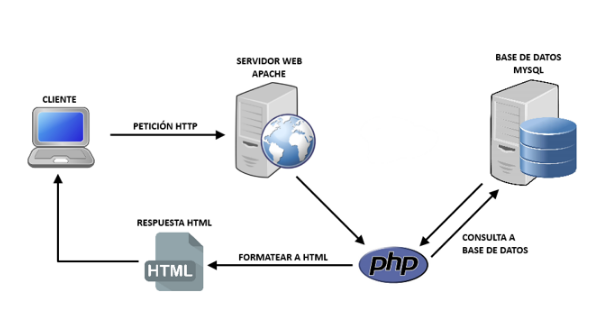 SERVIDOR WEB
APACHE
BASE DE DATOS
MYSQL
CLIENTE
PETICIÓN HTTP
RESPUESTA HTML
HTML
FORMATEAR A HTML
php
CONSULTA A
BASE DE DATOS